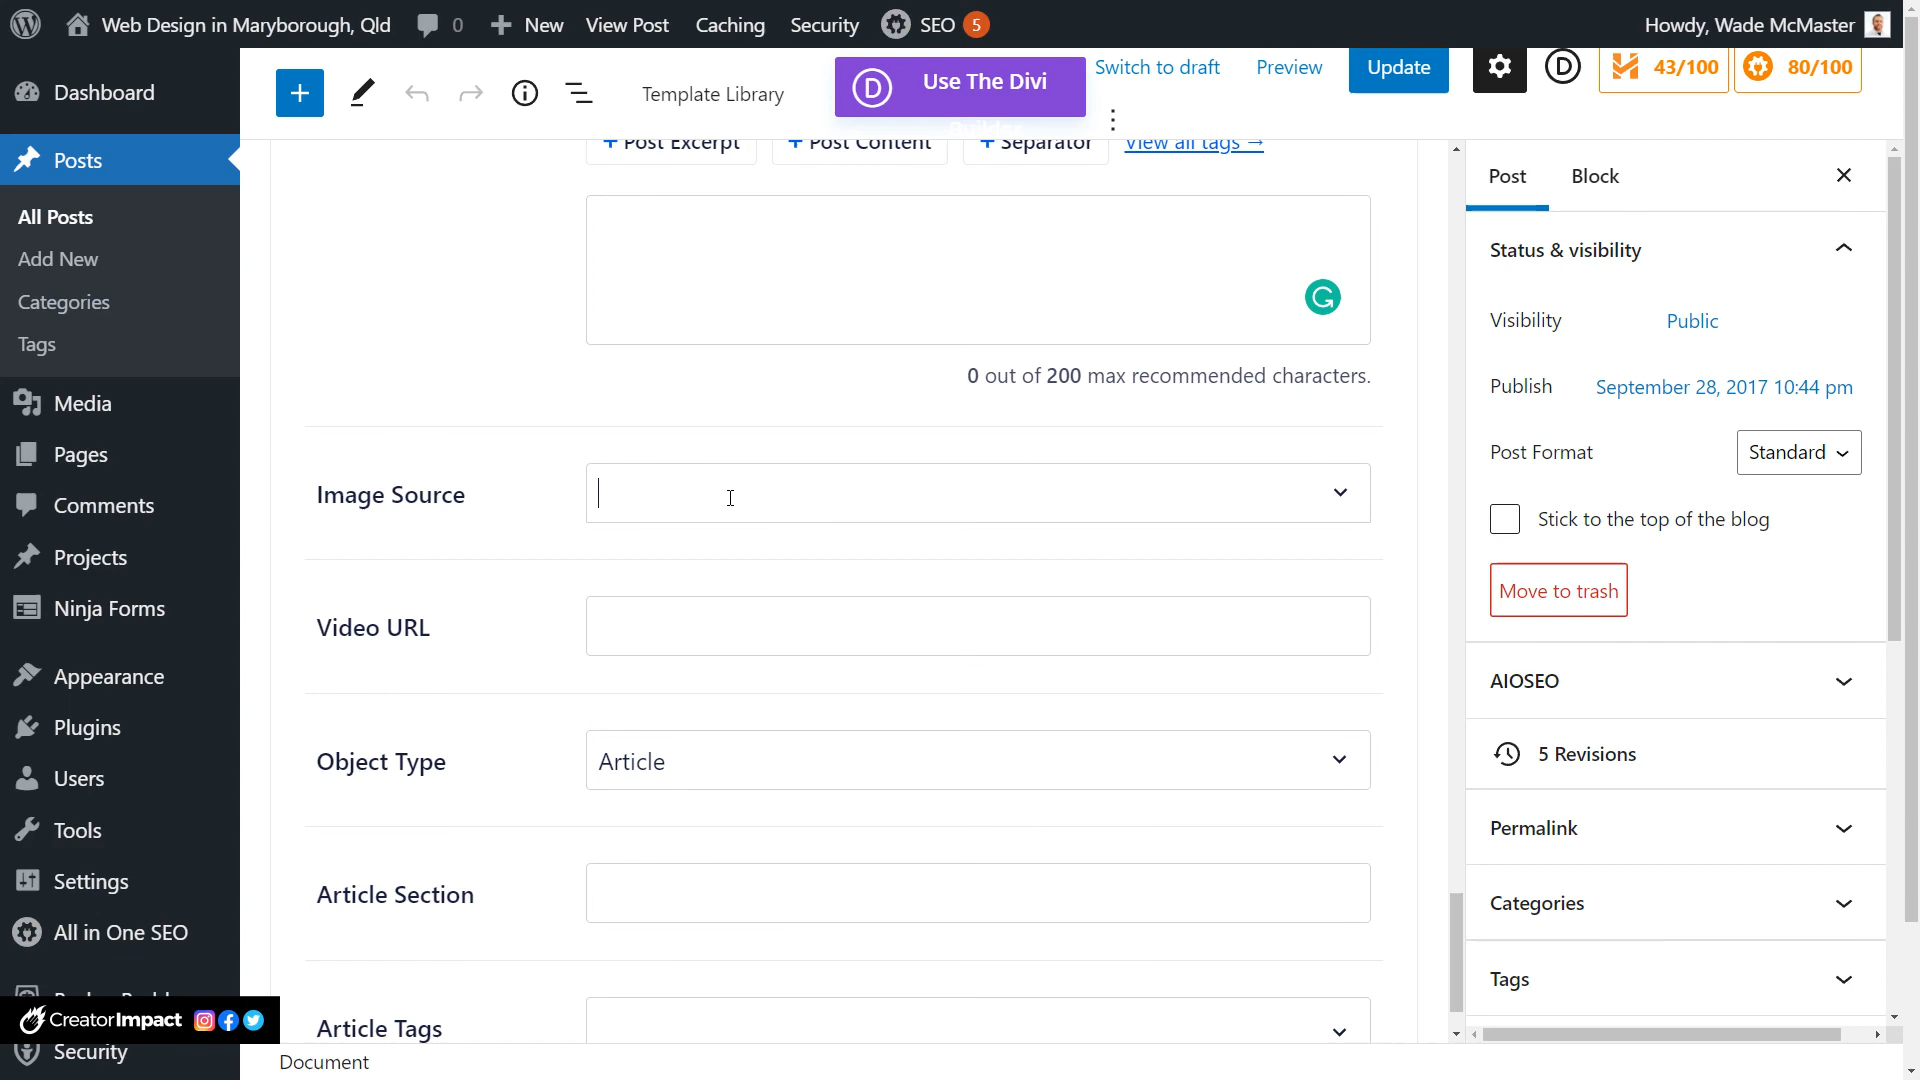 Web Design in Maryborough, Qld 0 New View Post Caching Security SEO 5 Howdy, Wade McMaster
Dashboard
Posts
All Posts
Add New
Categories
Tags
Media
Pages
Comments
Projects
Ninja Forms
Appearance
Plugins
Users
Tools
Settings
All in One SEO
CreatorImpact
Security
Template Library
Use The Divi
Switch to draft Preview Update 43/100 80/100
+ Post Excerpt + Post Content + Separator View all tags →
0 out of 200 max recommended characters.
Image Source
Video URL
Object Type Article
Article Section
Article Tags
Document
Post Block
Status & visibility
Visibility Public
Publish September 28, 2017 10:44 pm
Post Format Standard
Stick to the top of the blog
Move to trash
AIOSEO
5 Revisions
Permalink
Categories
Tags